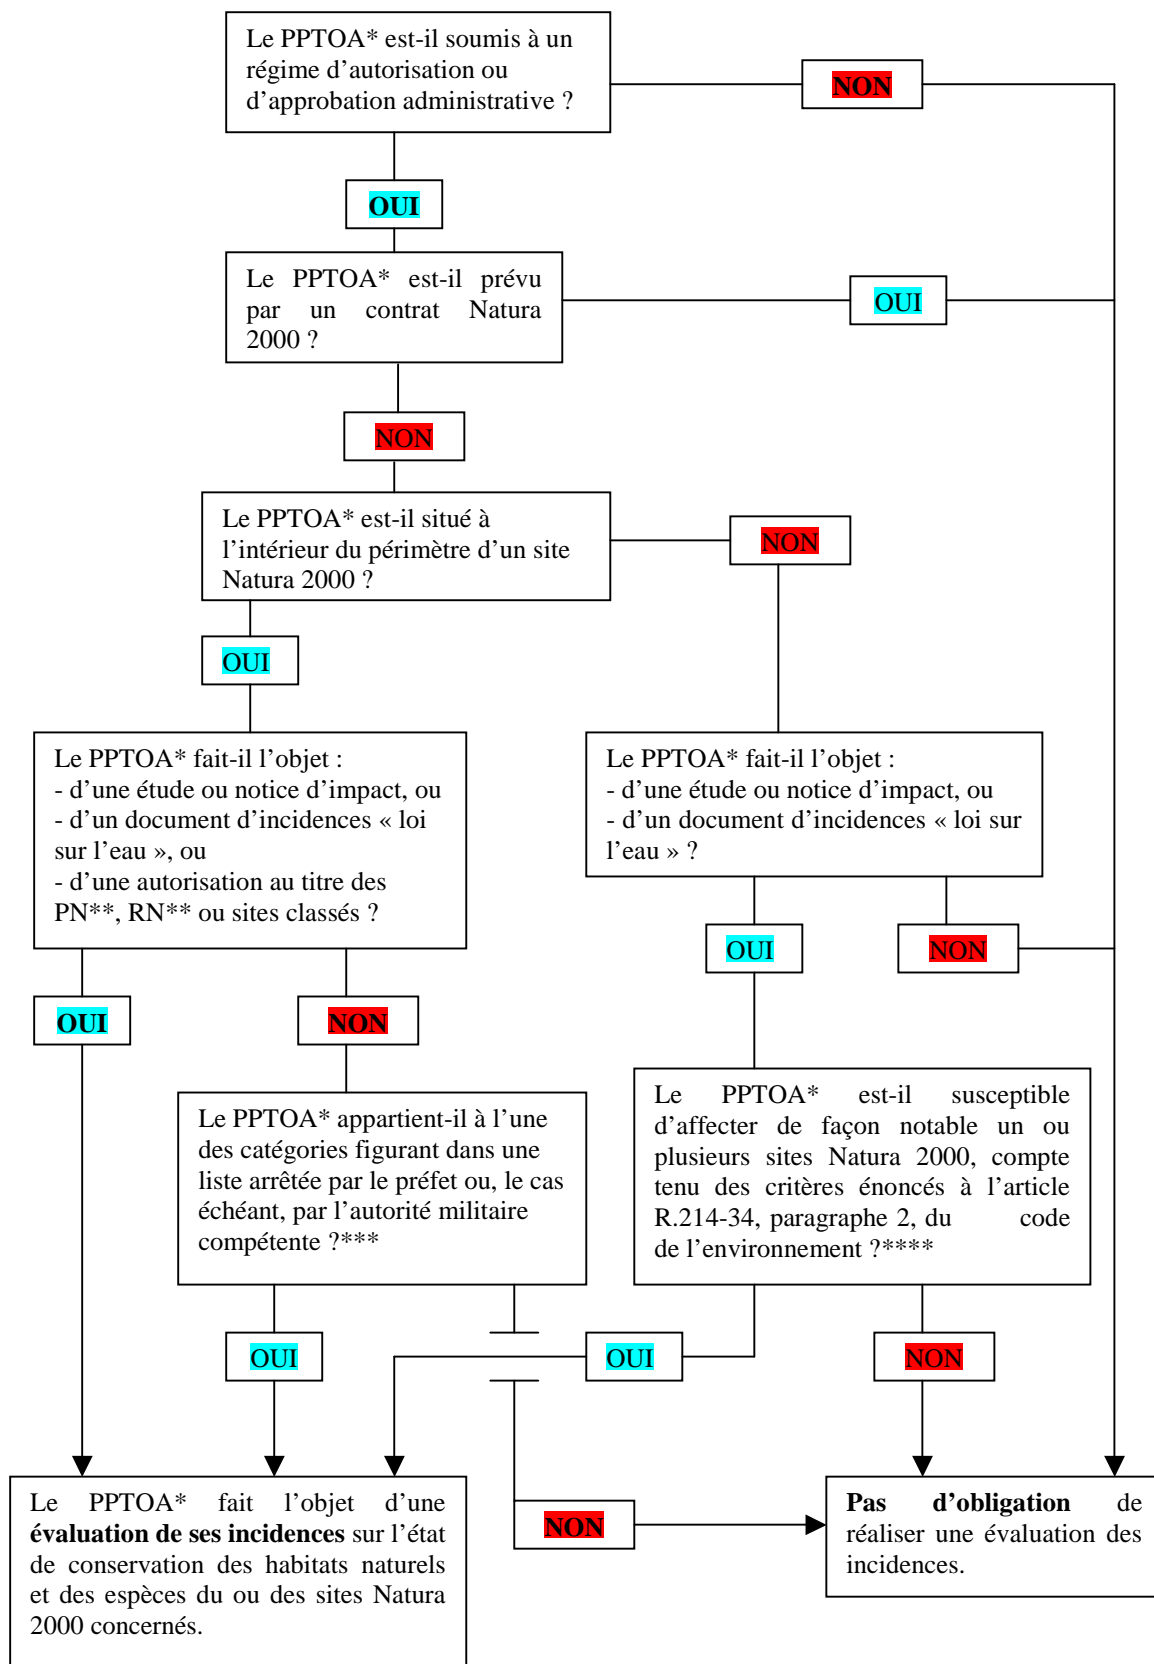 Le PPTOA* est-il soumis à un
régime d'autorisation ou
d'approbation administrative ?
NON
OUI
Le PPTOA* est-il prévu
par un contrat Natura
2000 ?
OUI
NON
Le PPTOA* est-il situé à
l'intérieur du périmètre d'un site
Natura 2000 ?
NON
OUI
Le PPTOA* fait-il l'objet :
- d'une étude ou notice d'impact, ou
- d'un document d'incidences « loi
sur l'eau », ou
- d'une autorisation au titre des
PN**, RN** ou sites classés ?
Le PPTOA* fait-il l'objet :
- d'une étude ou notice d'impact, ou
- d'un document d'incidences « loi sur
l'eau » ?
OUI
NON
OUI
NON
Le PPTOA* appartient-il à l'une
des catégories figurant dans une
liste arrêtée par le préfet ou, le cas
échéant, par l'autorité militaire
compétente ?***
Le PPTOA* est-il susceptible
d'affecter de façon notable un ou
plusieurs sites Natura 2000, compte
tenu des critères énoncés à l'article
R.214-34, paragraphe 2, du code
de l'environnement ?****
OUI
OUI
NON
Le PPTOA* fait l'objet d'une
évaluation de ses incidences sur l'état
de conservation des habitats naturels
et des espèces du ou des sites Natura
2000 concernés.
NON
Pas d'obligation de
réaliser une évaluation des
incidences.